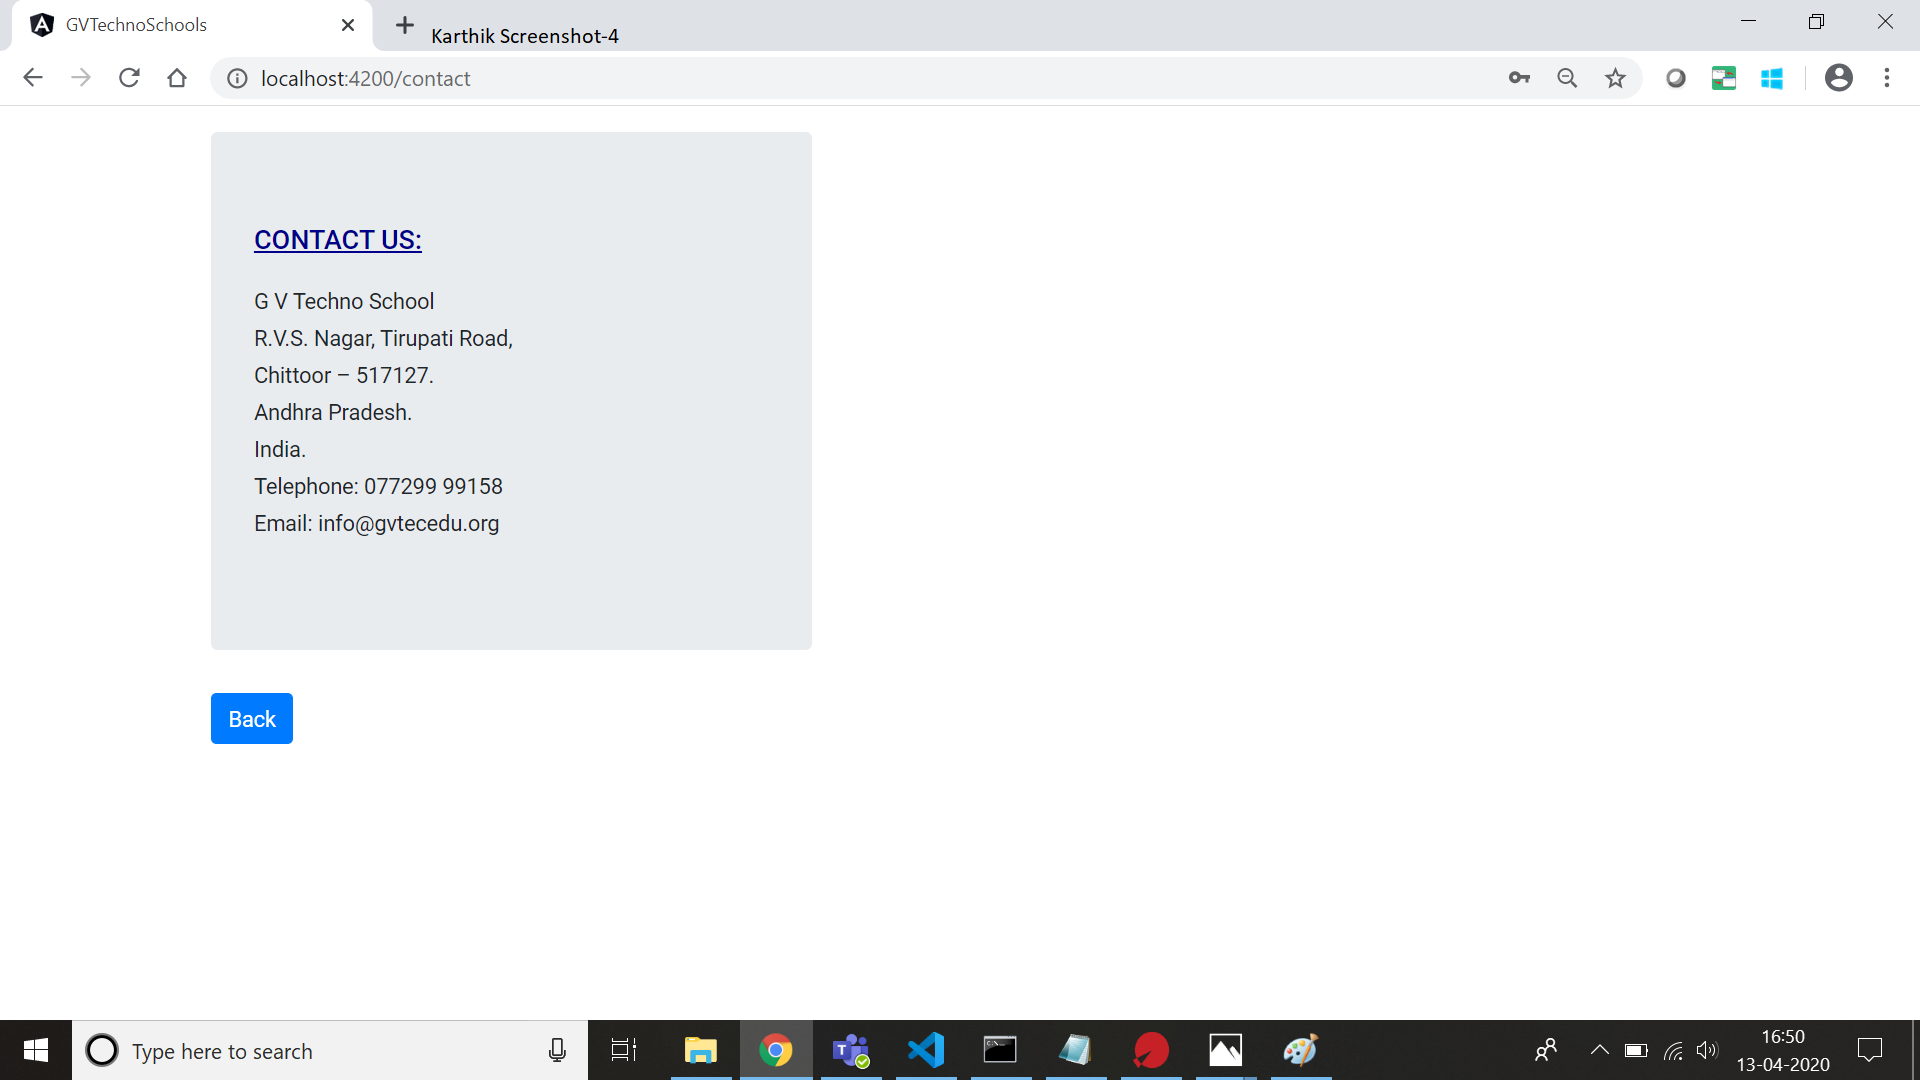 GVTechnoSchools
Karthik Screenshot-4
localhost:4200/contact
CONTACT US:
G V Techno School
R.V.S. Nagar, Tirupati Road,
Chittoor – 517127.
Andhra Pradesh.
India.
Telephone: 077299 99158
Email: info@gvtecedu.org
Back
Type here to search
16:50
13-04-2020